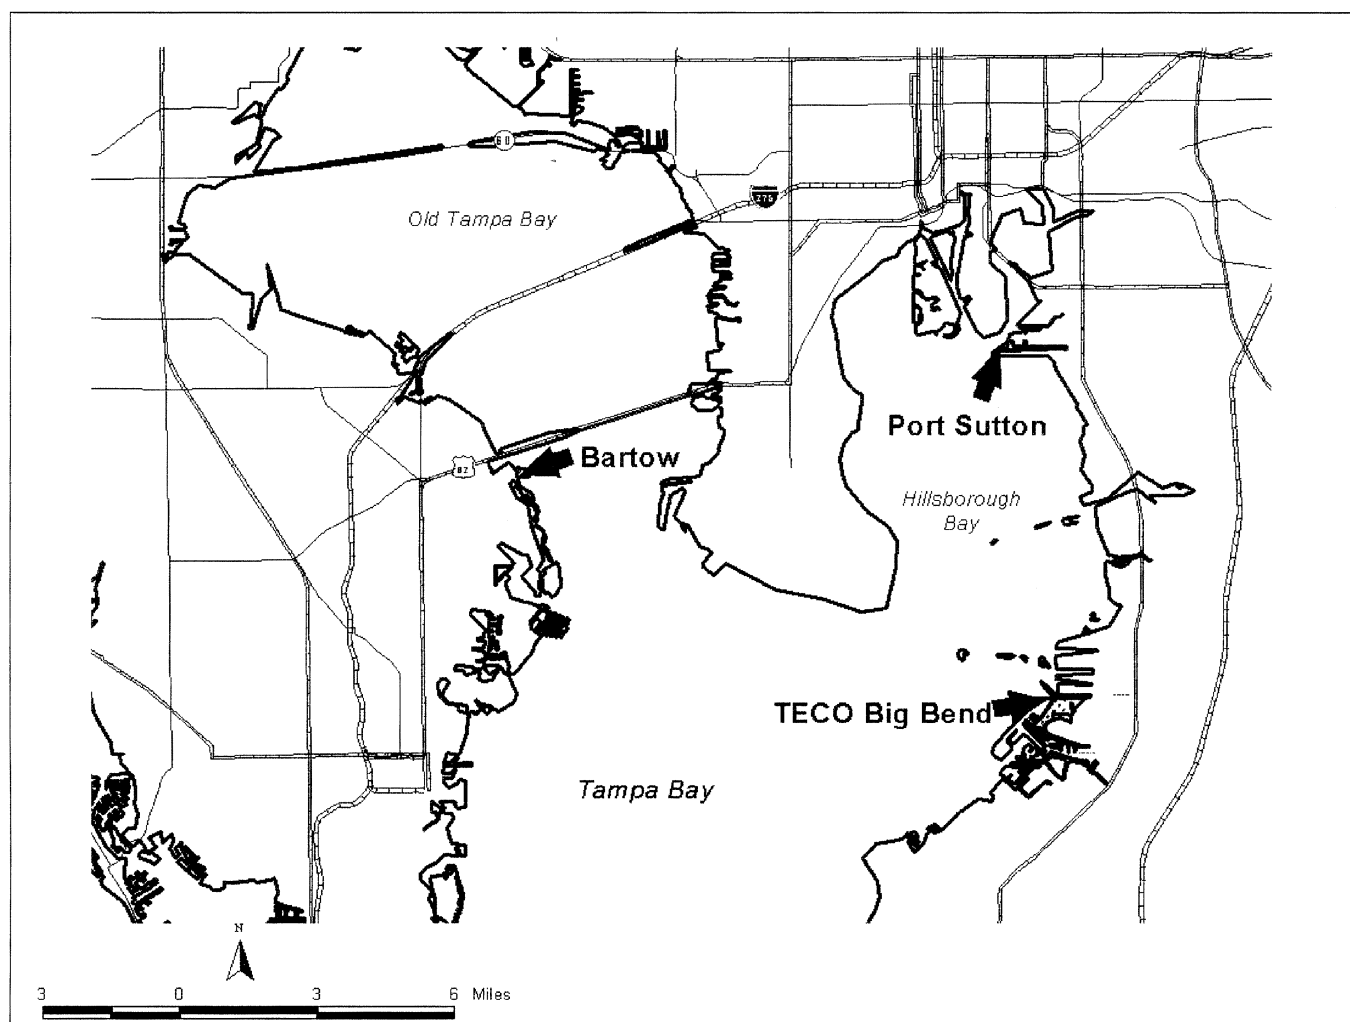 60
275
Old Tampa Bay
Port Sutton
Bartow
92
Hillsborough
Bay
TECO Big Bend
Tampa Bay
N
3 0 3 6 Miles